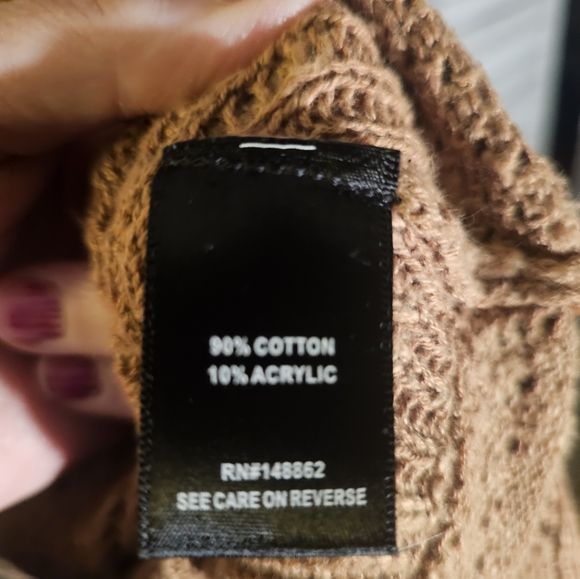 90% COTTON
10% ACRYLIC
RN#148862
SEE CARE ON REVERSE